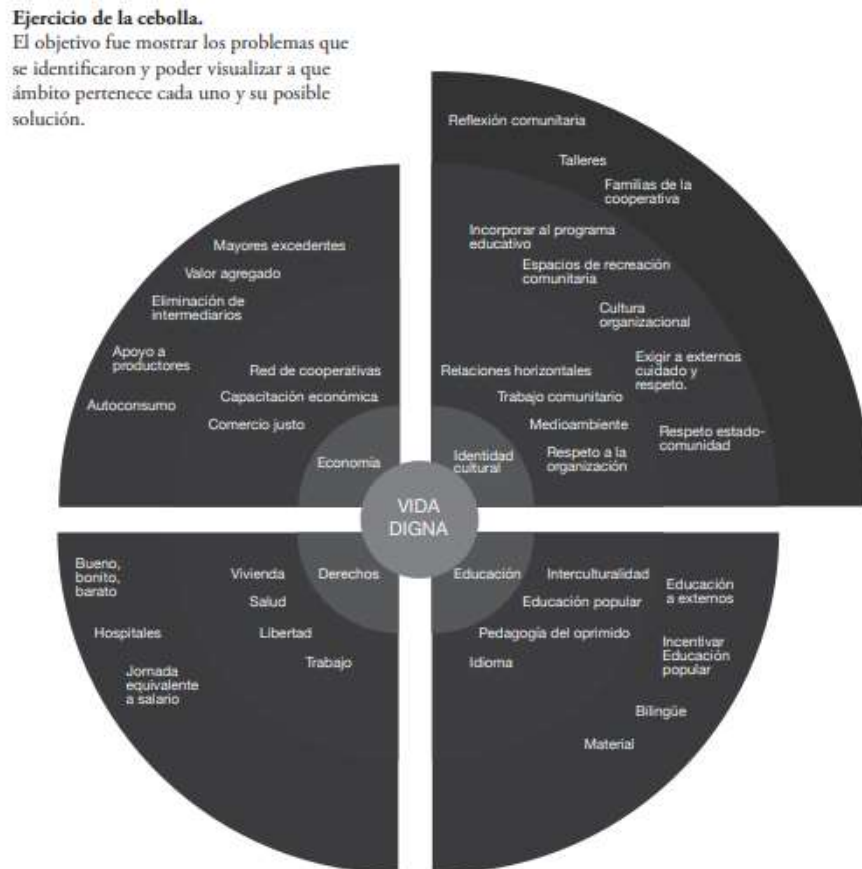 Ejercicio de la cebolla.
El objetivo fue mostrar los problemas que
se identificaron y poder visualizar a que
ámbito pertenece cada uno y su posible
solución.
Mayores excedentes
Valor agregado
Eliminación de
intermediarios
Apoyo a
productores
Autoconsumo
Red de cooperativas
Capacitación económica
Comercio justo
Economía
Reflexión comunitaria
Talleres
Familias de la
cooperativa
Incorporar al programa
educativo
Espacios de recreación
comunitaria
Cultura
organizacional
Exigir a externos
cuidado y
respeto.
Respeto estado-
comunidad
Relaciones horizontales
Trabajo comunitario
Medioambiente
Respeto a la
organización
Identidad
cultural
VIDA
DIGNA
Bueno,
bonito,
barato
Hospitales
Jornada
equivalente
a salario
Vivienda
Salud
Libertad
Trabajo
Derechos
Educación
Interculturalidad
Educación popular
Pedagogía del oprimido
Idioma
Educación
a externos
Incentivar
Educación
popular
Bilingüe
Material